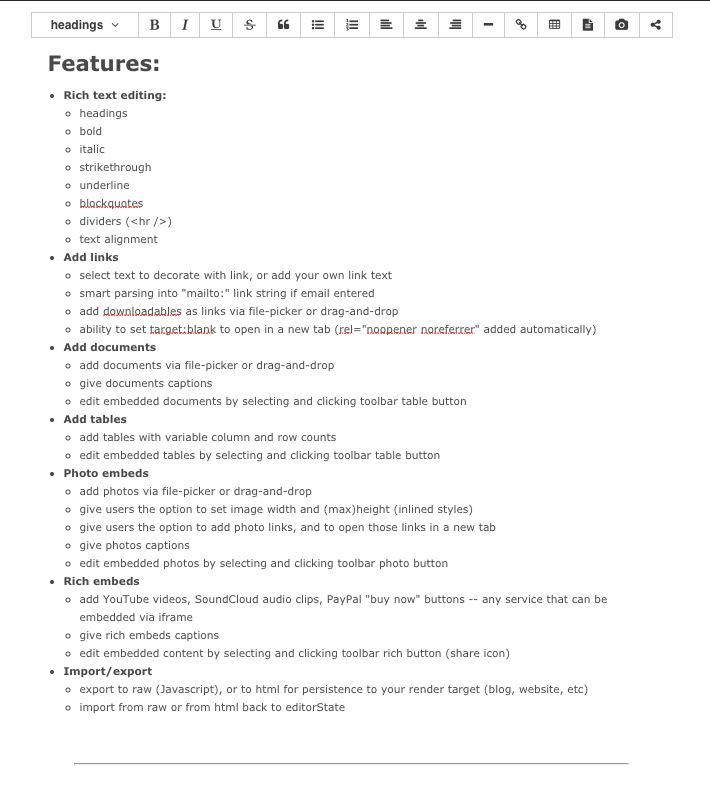 headings
B I U S
Features:
Rich text editing:
headings
bold
italic
strikethrough
underline
blockquotes
dividers (<hr />)
text alignment
Add links
select text to decorate with link, or add your own link text
smart parsing into "mailto:" link string if email entered
add downloadables as links via file-picker or drag-and-drop
ability to set target:blank to open in a new tab (rel="noopener noreferrer" added automatically)
Add documents
add documents via file-picker or drag-and-drop
give documents captions
edit embedded documents by selecting and clicking toolbar table button
Add tables
add tables with variable column and row counts
edit embedded tables by selecting and clicking toolbar table button
Photo embeds
add photos via file-picker or drag-and-drop
give users the option to set image width and (max)height (inlined styles)
give users the option to add photo links, and to open those links in a new tab
give photos captions
edit embedded photos by selecting and clicking toolbar photo button
Rich embeds
add YouTube videos, SoundCloud audio clips, PayPal "buy now" buttons -- any service that can be
embedded via iframe
give rich embeds captions
edit embedded content by selecting and clicking toolbar rich button (share icon)
Import/export
export to raw (Javascript), or to html for persistence to your render target (blog, website, etc)
import from raw or from html back to editorState